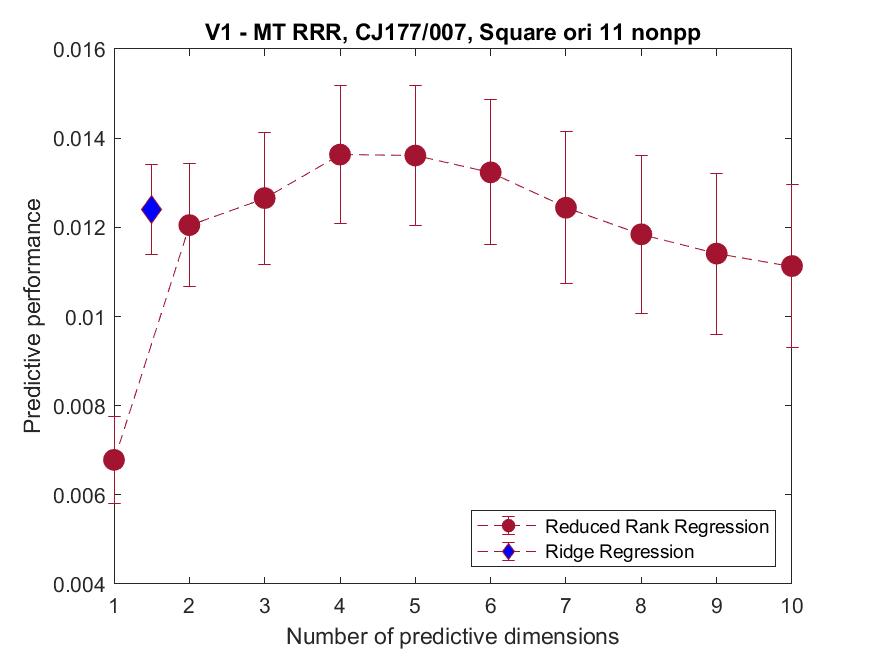 V1 - MT RRR, CJ177/007, Square ori 11 nonpp
0.016
0.014
0.012
0.01
0.008
0.006
0.004
Predictive performance
1 2 3 4 5 6 7 8 9 10
Number of predictive dimensions
Reduced Rank Regression
Ridge Regression